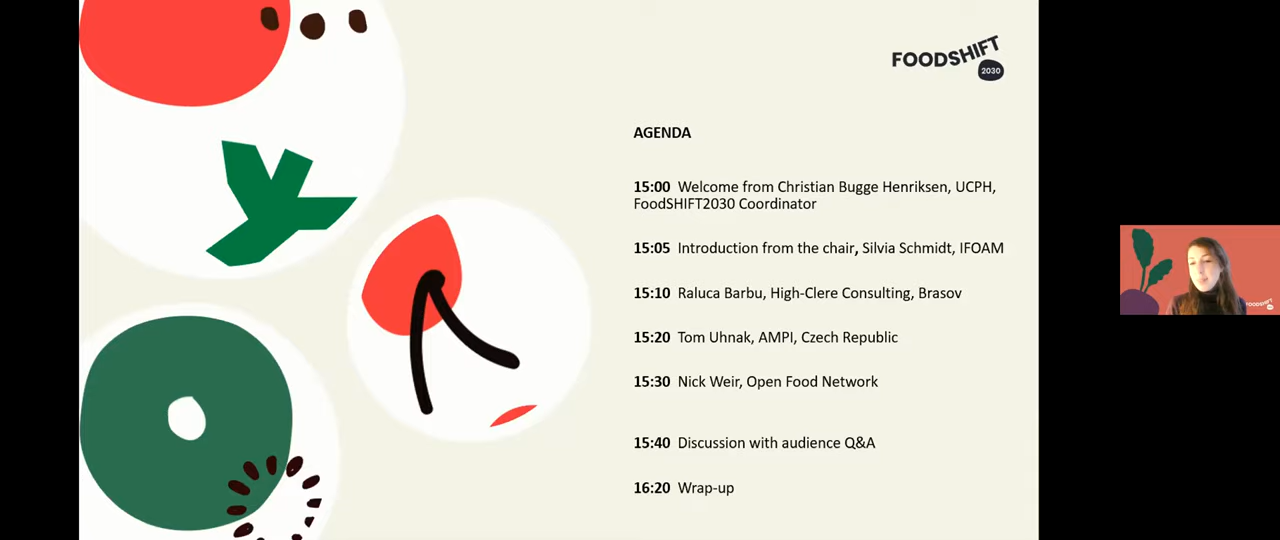 FOODSHIFT
2030
AGENDA
15:00 Welcome from Christian Bugge Henriksen, UCPH,
FoodSHIFT2030 Coordinator
15:05 Introduction from the chair, Silvia Schmidt, IFOAM
15:10 Raluca Barbu, High-Clere Consulting, Brasov
15:20 Tom Uhnak, AMPI, Czech Republic
15:30 Nick Weir, Open Food Network
15:40 Discussion with audience Q&A
16:20 Wrap-up
FOODSHIFT